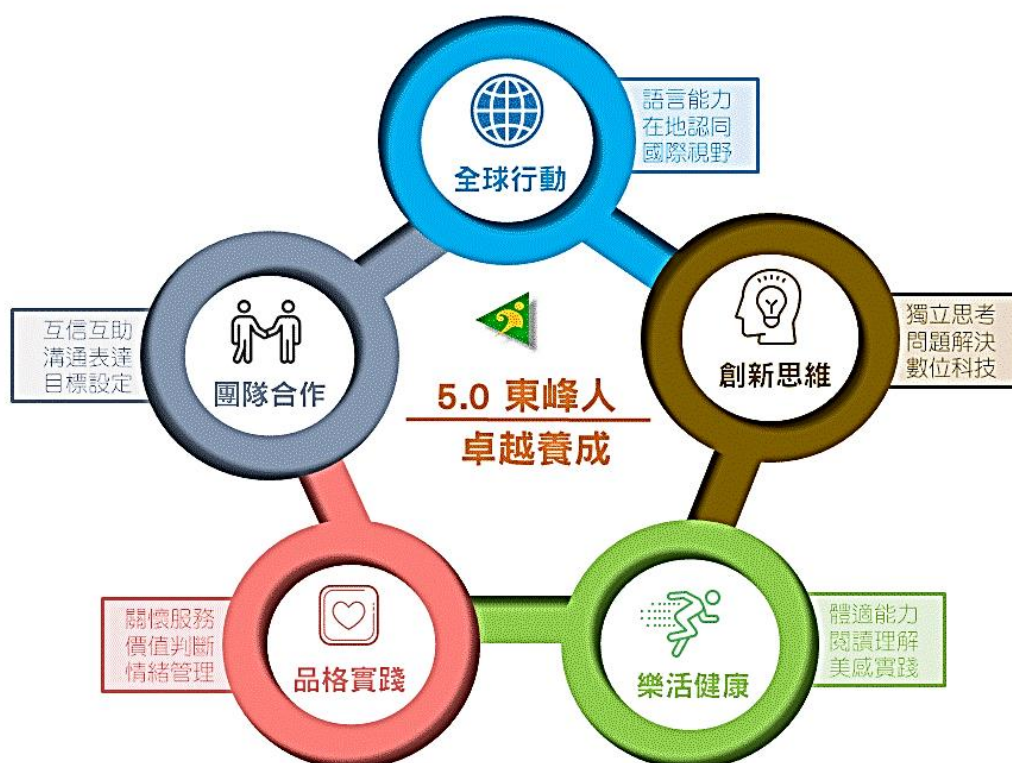 全球行動
語言能力
在地認同
國際視野
創新思維
獨立思考
問題解決
數位科技
樂活健康
體適能力
閱讀理解
美感實踐
品格實踐
關懷服務
價值判斷
情緒管理
團隊合作
互信互助
溝通表達
目標設定
5.0 東峰人
卓越養成